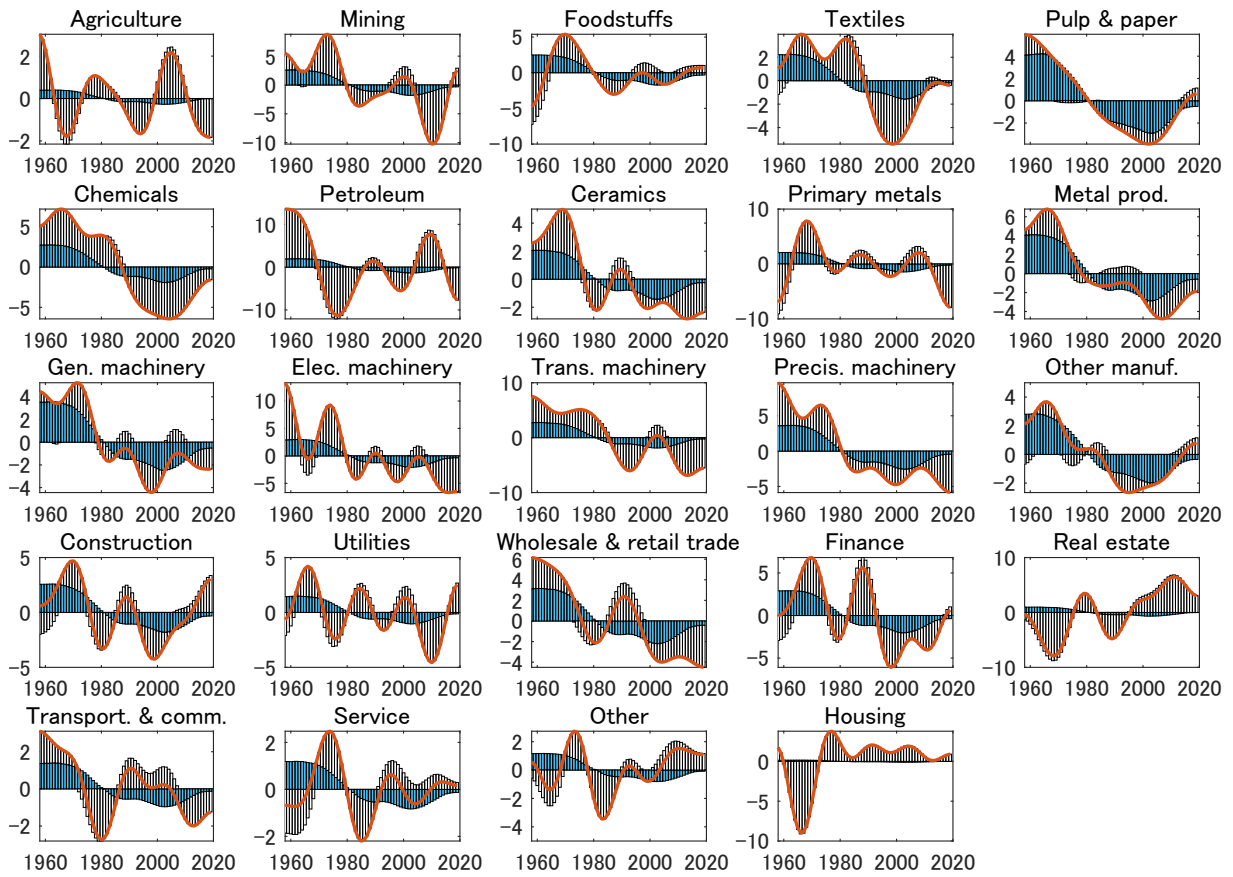 Agriculture
2
0
−2
1960 1980 2000 2020
Mining
5
0
−5
−10
1960 1980 2000 2020
Foodstuffs
5
0
−5
−10
1960 1980 2000 2020
Textiles
2
0
−2
−4
1960 1980 2000 2020
Pulp & paper
4
2
0
−2
1960 1980 2000 2020
Chemicals
5
0
−5
1960 1980 2000 2020
Petroleum
10
0
−10
1960 1980 2000 2020
Ceramics
4
2
0
−2
1960 1980 2000 2020
Primary metals
10
0
−10
1960 1980 2000 2020
Metal prod.
6
4
2
0
−2
−4
1960 1980 2000 2020
Gen. machinery
4
2
0
−2
−4
1960 1980 2000 2020
Elec. machinery
10
5
0
−5
1960 1980 2000 2020
Trans. machinery
10
0
−10
1960 1980 2000 2020
Precis. machinery
5
0
−5
1960 1980 2000 2020
Other manuf.
4
2
0
−2
1960 1980 2000 2020
Construction
5
0
−5
1960 1980 2000 2020
Utilities
5
0
−5
1960 1980 2000 2020
Wholesale & retail trade
6
4
2
0
−2
−4
1960 1980 2000 2020
Finance
5
0
−5
1960 1980 2000 2020
Real estate
10
0
−10
1960 1980 2000 2020
Transport. & comm.
2
0
−2
1960 1980 2000 2020
Service
2
0
−2
1960 1980 2000 2020
Other
2
0
−2
−4
1960 1980 2000 2020
Housing
0
−5
−10
1960 1980 2000 2020